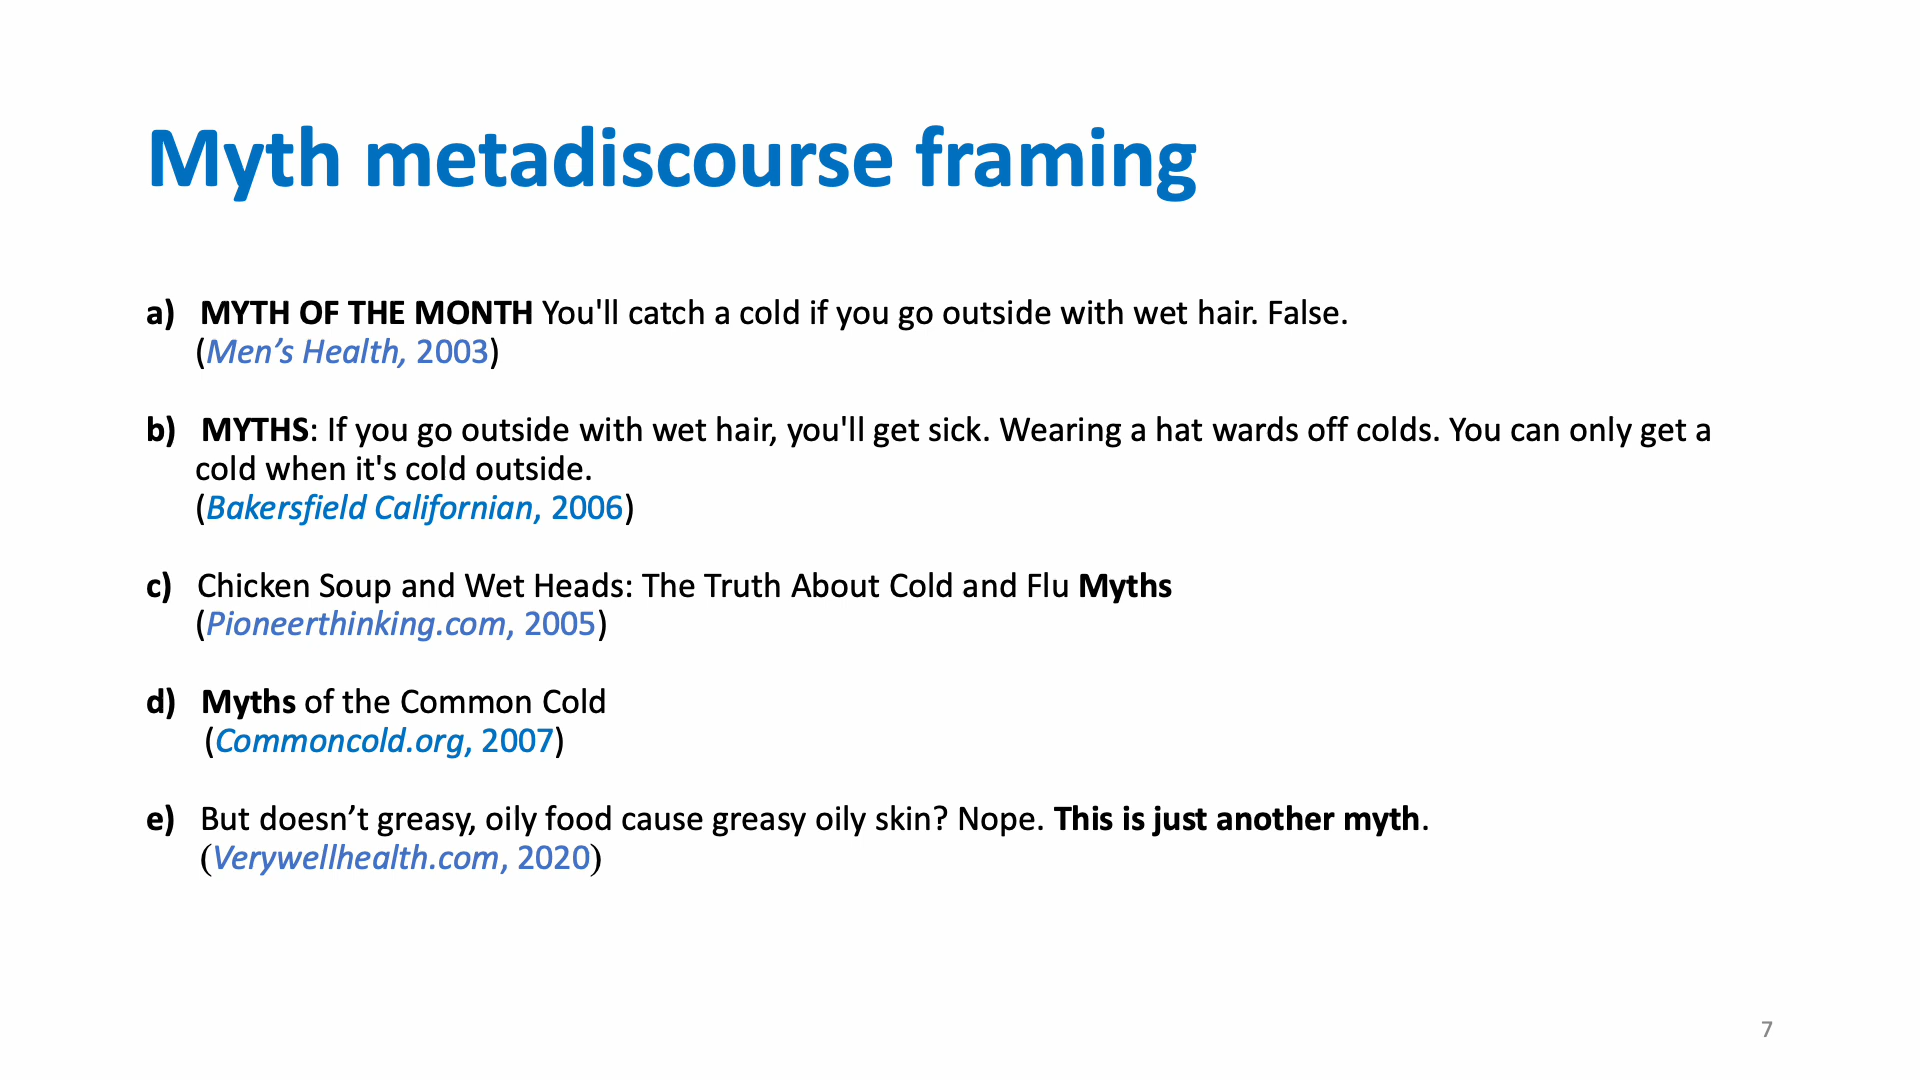 Myth metadiscourse framing
a) MYTH OF THE MONTH You'll catch a cold if you go outside with wet hair. False.
(Men’s Health, 2003)
b) MYTHS: If you go outside with wet hair, you'll get sick. Wearing a hat wards off colds. You can only get a
cold when it's cold outside.
(Bakersfield Californian, 2006)
c) Chicken Soup and Wet Heads: The Truth About Cold and Flu Myths
(Pioneerthinking.com, 2005)
d) Myths of the Common Cold
(Commoncold.org, 2007)
e) But doesn’t greasy, oily food cause greasy oily skin? Nope. This is just another myth.
(Verywellhealth.com, 2020)
7